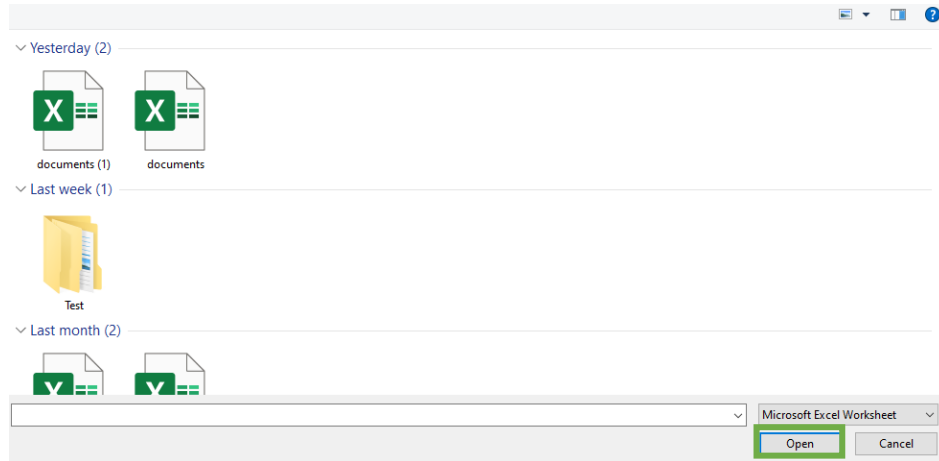 ?
Yesterday (2)
X X
documents (1) documents
Last week (1)
Test
Last month (2)
X X
Microsoft Excel Worksheet
Open Cancel